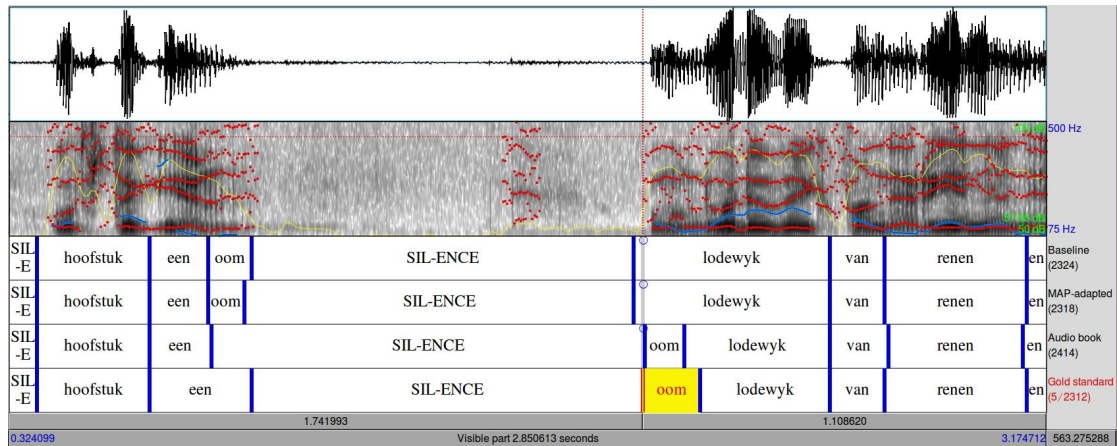 500 Hz
75 Hz
50 dB
SIL-E hoofstuk een oom SIL-ENCE lodewyk van renen en Baseline (2324)
SIL-E hoofstuk een oom SIL-ENCE lodewyk van renen en MAP-adapted (2318)
SIL-E hoofstuk een SIL-ENCE oom lodewyk van renen en Audio book (2414)
SIL-E hoofstuk een SIL-ENCE oom lodewyk van renen en Gold standard (5/2312)
1.741993 1.108620
0.324099 Visible part 2.850613 seconds 3.174712 563.275288